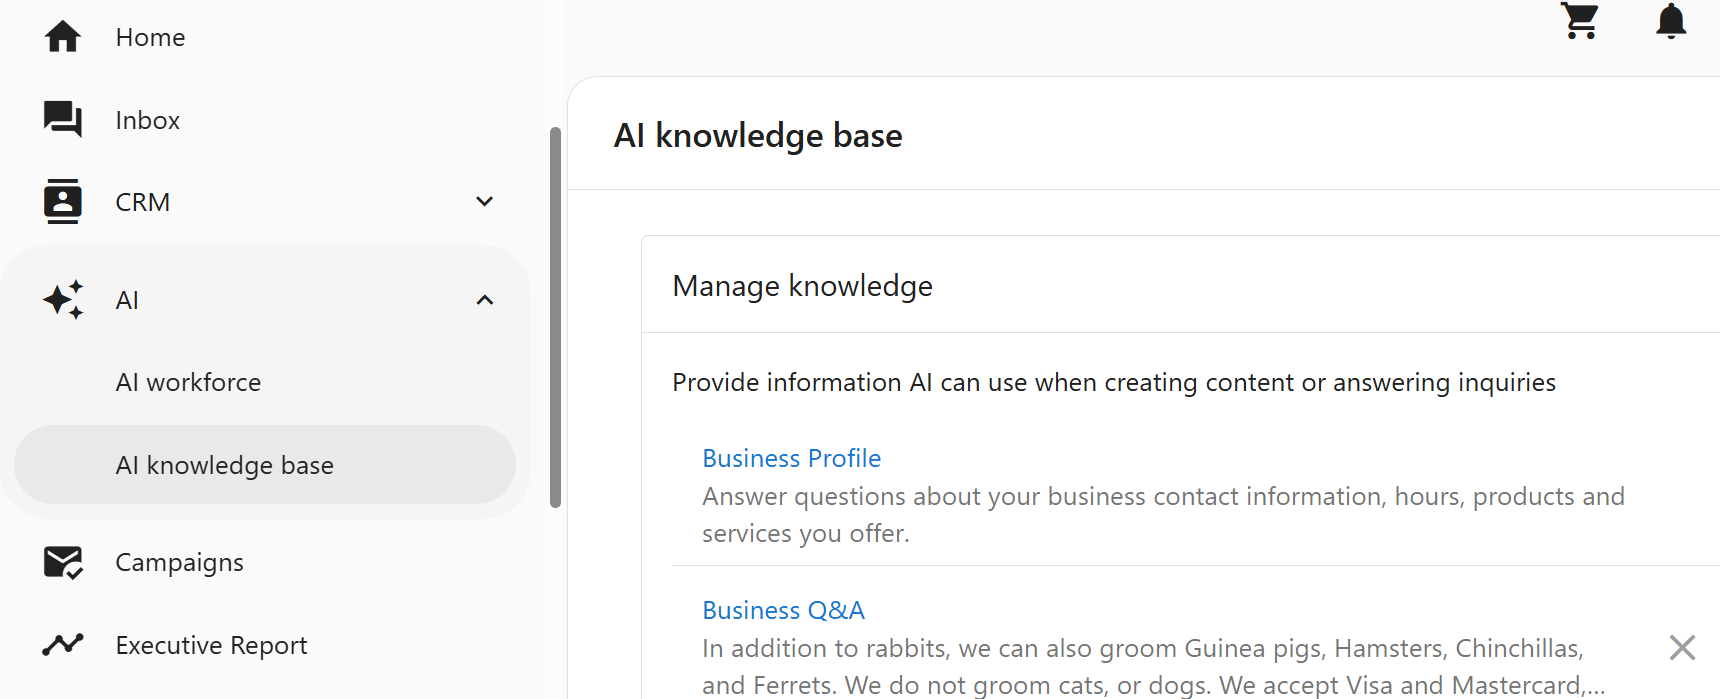 Home
Inbox
CRM
AI
AI workforce
AI knowledge base
Campaigns
Executive Report
AI knowledge base
Manage knowledge
Provide information AI can use when creating content or answering inquiries
Business Profile
Answer questions about your business contact information, hours, products and
services you offer.
Business Q&A
In addition to rabbits, we can also groom Guinea pigs, Hamsters, Chinchillas,
and Ferrets. We do not groom cats, or dogs. We accept Visa and Mastercard,...